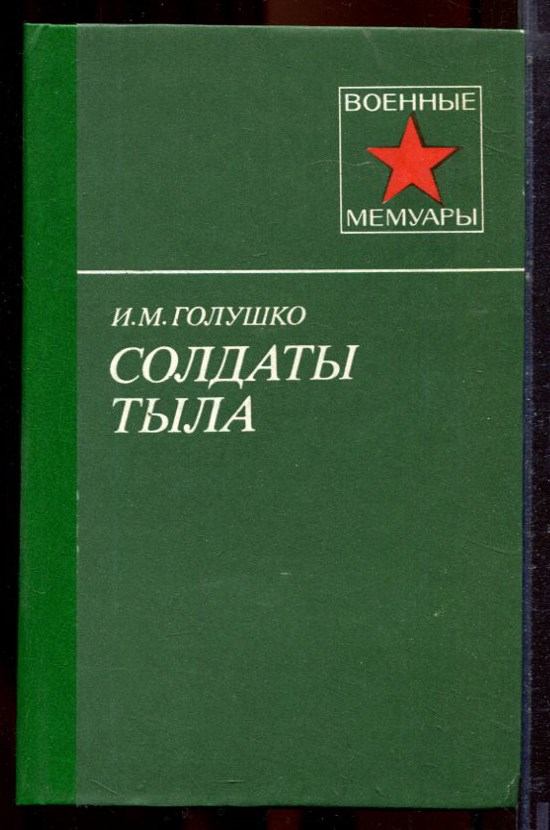 ВОЕННЫЕ
МЕМУАРЫ
И.М.ГОЛУШКО
СОЛДАТЫ
ТЫЛА